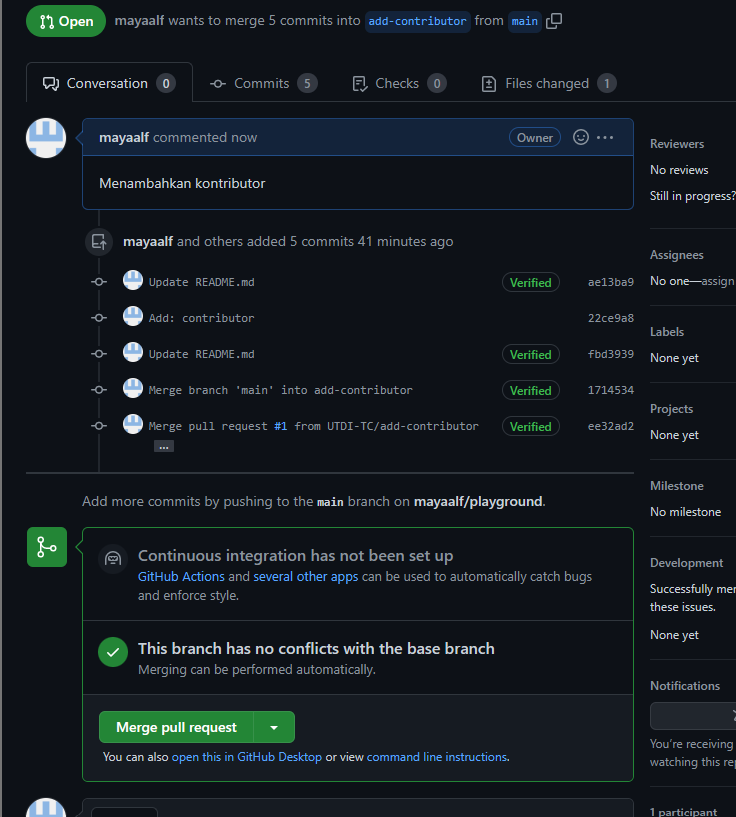 Open mayaalf wants to merge 5 commits into add-contributor from main
Conversation 0 Commits 5 Checks 0 Files changed 1
mayaalf commented now Owner
Menambahkan kontributor
mayaalf and others added 5 commits 41 minutes ago
Update README.md Verified ae13ba9
Add: contributor 22ce9a8
Update README.md Verified fbd3939
Merge branch 'main' into add-contributor Verified 1714534
Merge pull request #1 from UTDI-TC/add-contributor Verified ee32ad2
...
Add more commits by pushing to the main branch on mayaalf/playground.
Continuous integration has not been set up
GitHub Actions and several other apps can be used to automatically catch bugs
and enforce style.
This branch has no conflicts with the base branch
Merging can be performed automatically.
Merge pull request
You can also open this in GitHub Desktop or view command line instructions.
Reviewers
No reviews
Still in progress?
Assignees
No one—assign
Labels
None yet
Projects
None yet
Milestone
No milestone
Development
Successfully mer
these issues.
None yet
Notifications
You're receiving
watching this rep
1 participant